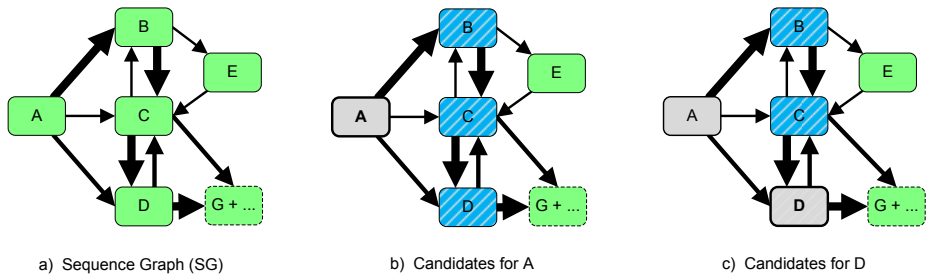 B
E
A
C
D
G + ...
a) Sequence Graph (SG)
B
E
A
C
D
G + ...
b) Candidates for A
B
E
A
C
D
G + ...
c) Candidates for D